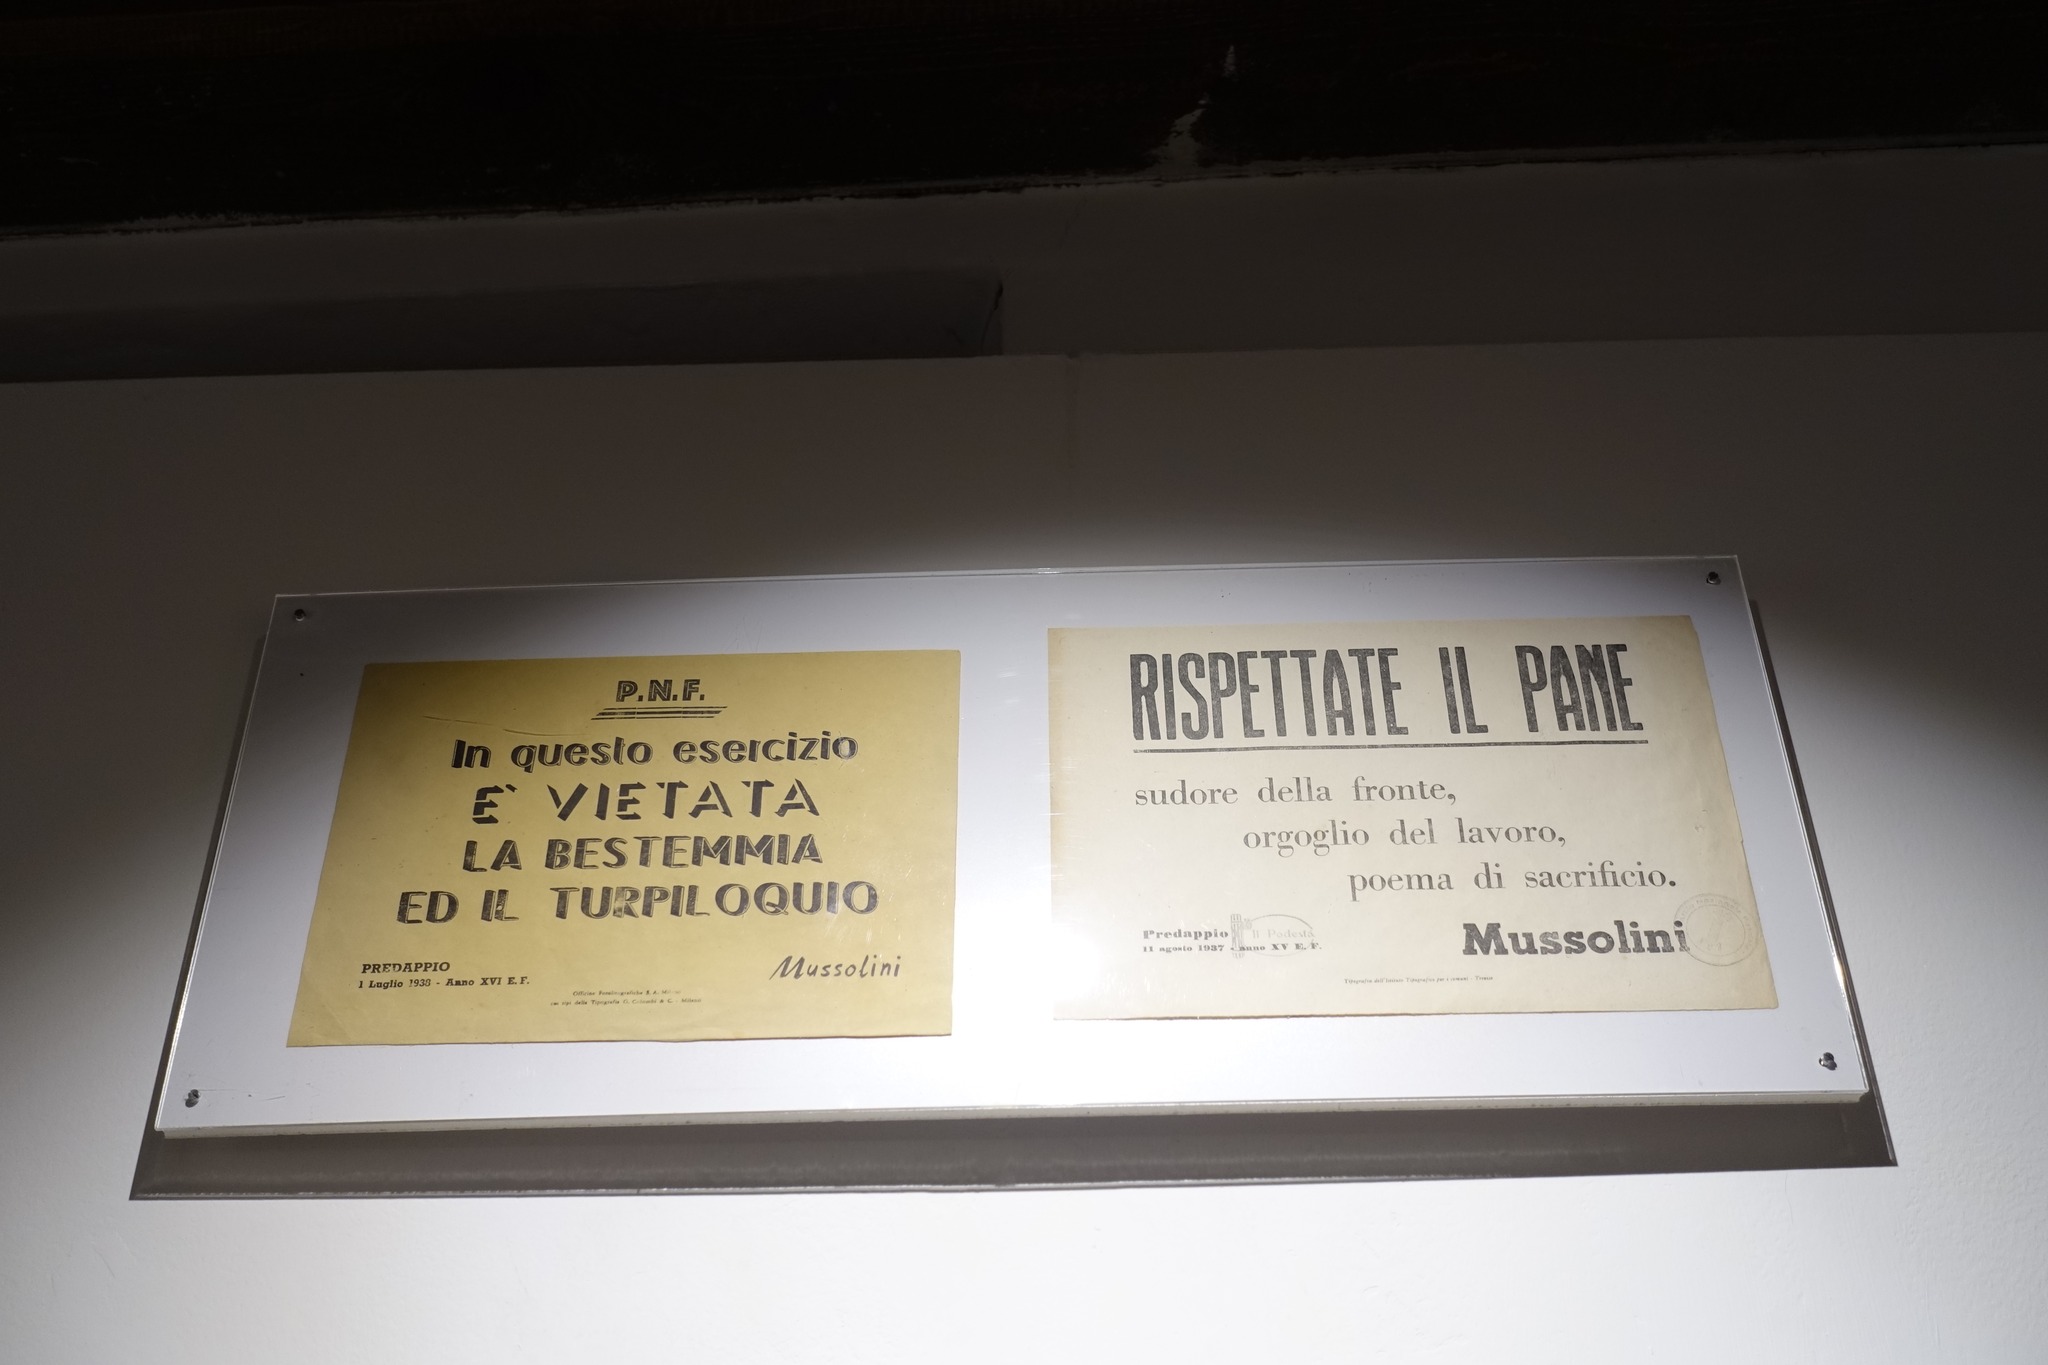 P.N.F.
In questo esercizio
E' VIETATA
LA BESTEMMIA
ED IL TURPILOQUIO
PREDAPPIO
1 Luglio 1938 - Anno XVI E. F.
Mussolini
RISPETTATE IL PANE
sudore della fronte,
orgoglio del lavoro,
poema di sacrificio.
Predappio
Il Podestà
11 agosto 1937 - anno XV E. F.
Mussolini